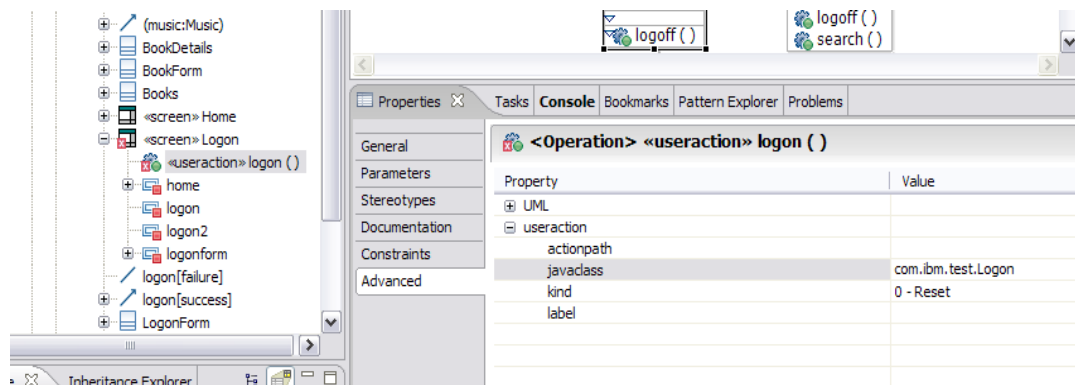 (music:Music)
BookDetails
BookForm
Books
«screen» Home
«screen» Logon
«useraction» logon ( )
home
logon
logon2
logonform
logon[failure]
logon[success]
LogonForm
Inheritance Explorer
logoff ( )
logoff ( )
search ( )
Properties Tasks Console Bookmarks Pattern Explorer Problems
General
Parameters
Stereotypes
Documentation
Constraints
Advanced
<Operation> «useraction» logon ( )
Property Value
UML
useraction
actionpath
javaclass com.ibm.test.Logon
kind 0 - Reset
label